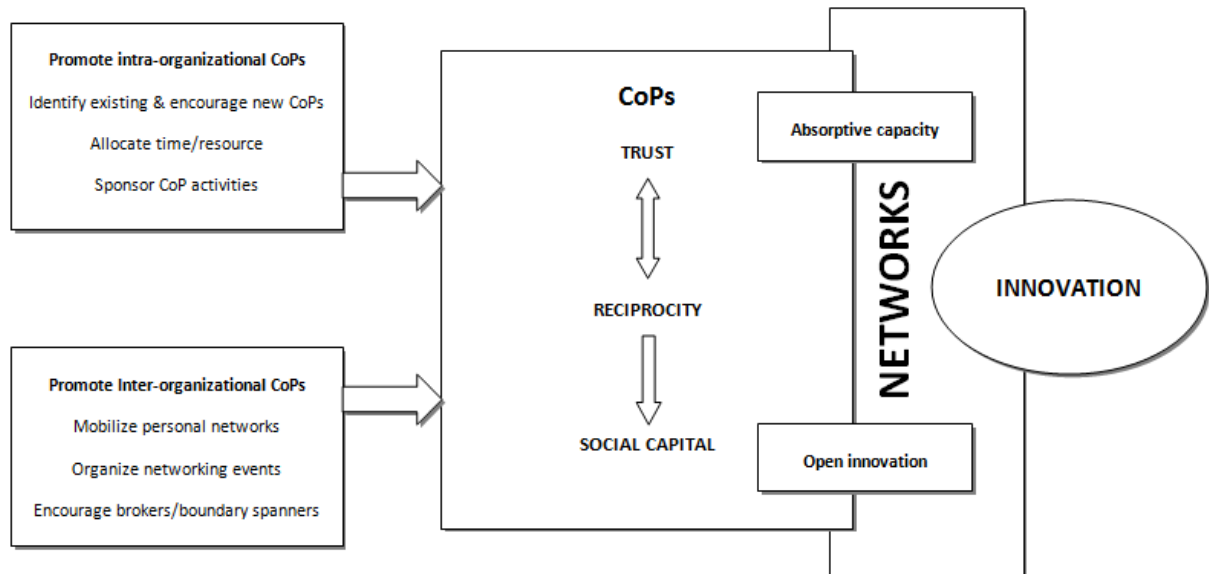 Promote intra-organizational CoPs
Identify existing & encourage new CoPs
Allocate time/resource
Sponsor CoP activities
Promote Inter-organizational CoPs
Mobilize personal networks
Organize networking events
Encourage brokers/boundary spanners
CoPs
TRUST
RECIPROCITY
SOCIAL CAPITAL
Absorptive capacity
Open innovation
NETWORKS
INNOVATION